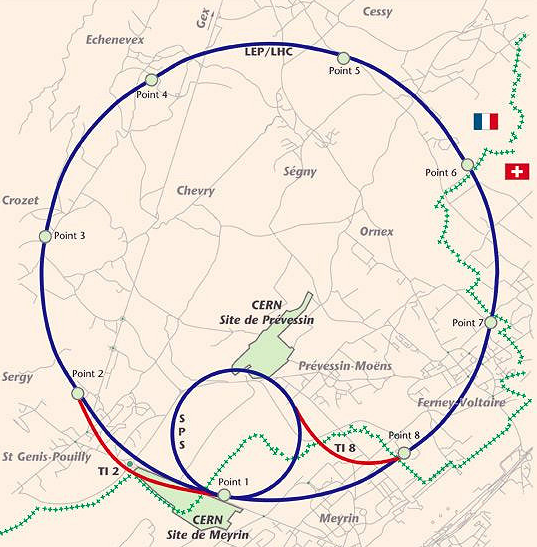 Cessy
Gex
Echenevex
LEP/LHC
Point 5
Point 4
Point 6
Ségny
Chevry
Crozet
Point 3
Ornex
CERN
Site de Prévessin
Point 7
Prévessin-Moëns
Point 2
Sergy
Ferney-Voltaire
S
P
S
Point 8
TI 8
St Genis-Pouilly
TI 2
Point 1
CERN
Site de Meyrin
Meyrin